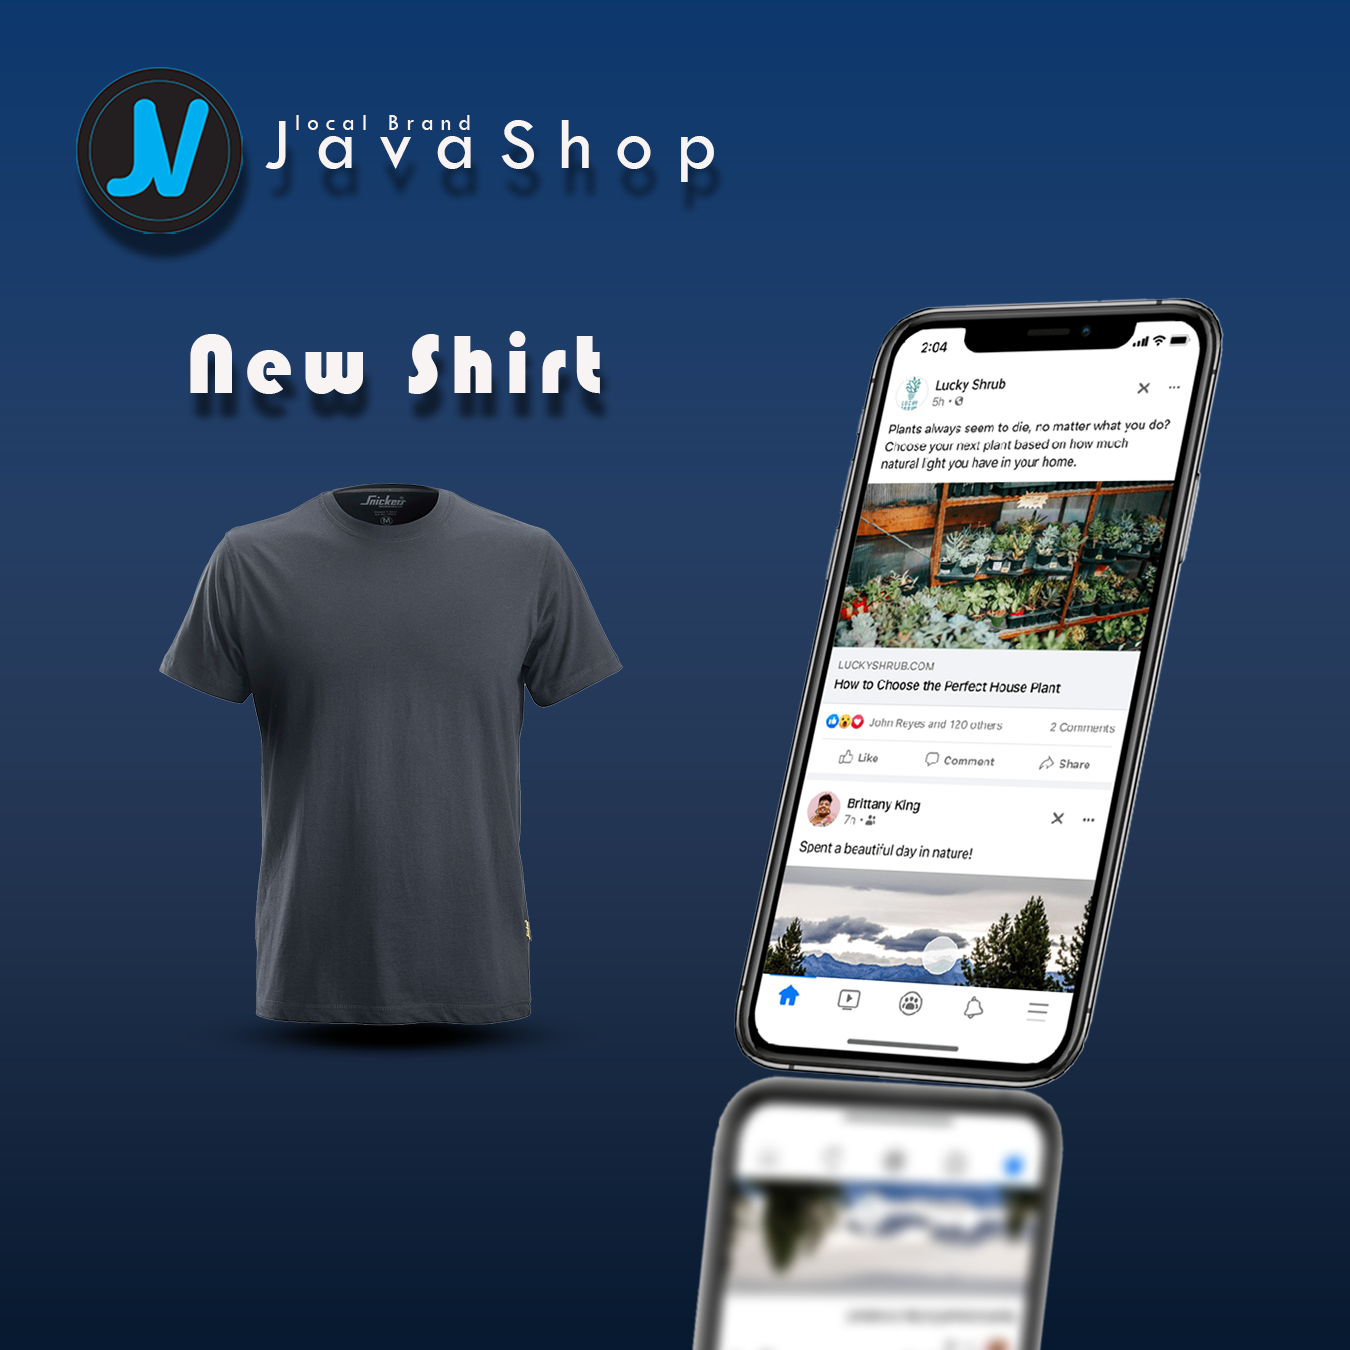 JV
local Brand
JavaShop
New Shirt
Snickers
M
2:04
Lucky Shrub
5h
Plants always seem to die, no matter what you do?
Choose your next plant based on how much
natural light you have in your home.
LUCKYSHRUB.COM
How to Choose the Perfect House Plant
John Reyes and 120 others
2 Comments
Like
Comment
Share
Brittany King
7h
Spent a beautiful day in nature!